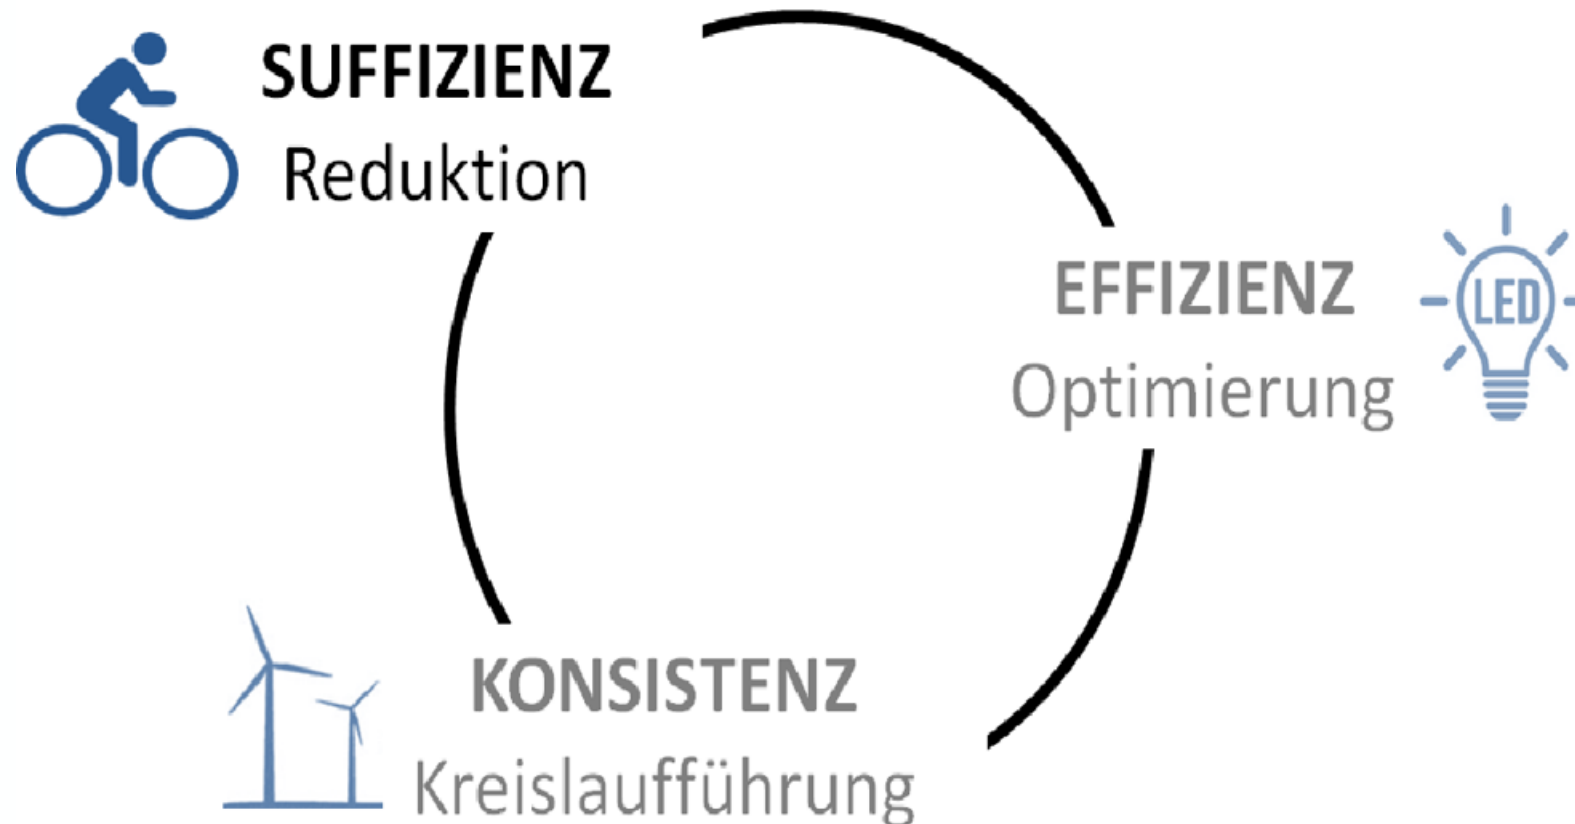 SUFFIZIENZ
Reduktion
EFFIZIENZ
Optimierung
LED
KONSISTENZ
Kreislaufführung